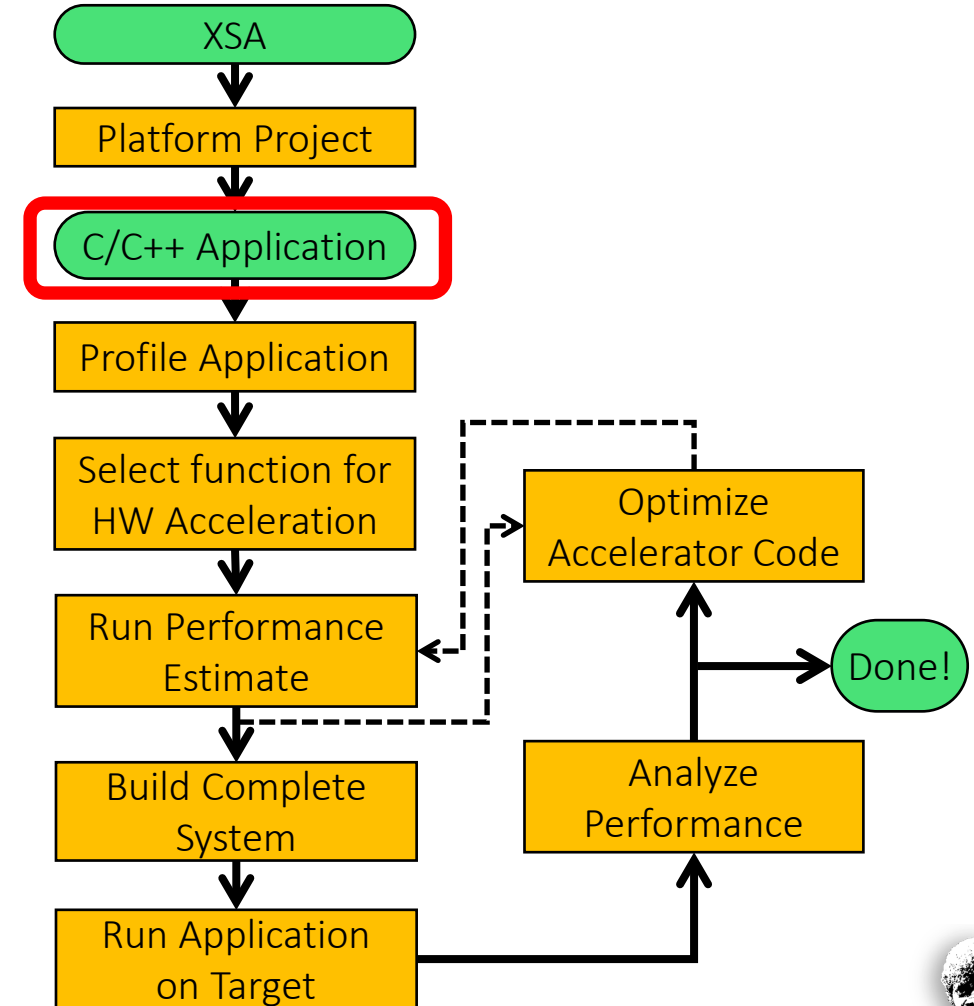 XSA
Platform Project
C/C++ Application
Profile Application
Select function for
HW Acceleration
Run Performance
Estimate
Build Complete
System
Run Application
on Target
Optimize
Accelerator Code
Done!
Analyze
Performance